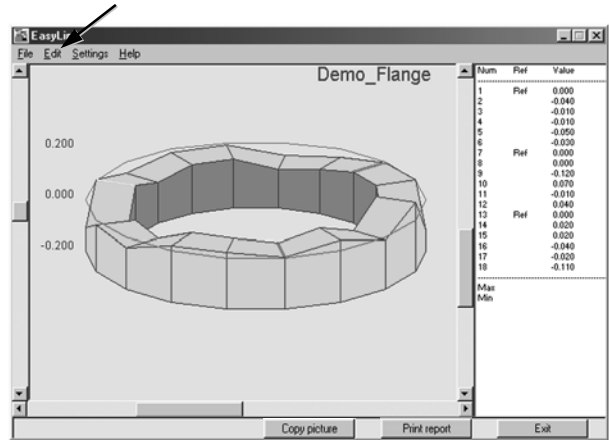 EasyLin
File Edit Settings Help
Demo_Flange
0.200
0.000
-0.200
Num Ref Value
1 Ref 0.000
2 -0.040
3 -0.010
4 -0.010
5 -0.050
6 -0.030
7 Ref 0.000
8 0.000
9 -0.120
10 0.070
11 -0.010
12 0.040
13 Ref 0.000
14 0.020
15 0.020
16 -0.040
17 -0.020
18 -0.110
Max
Min
Copy picture Print report Exit